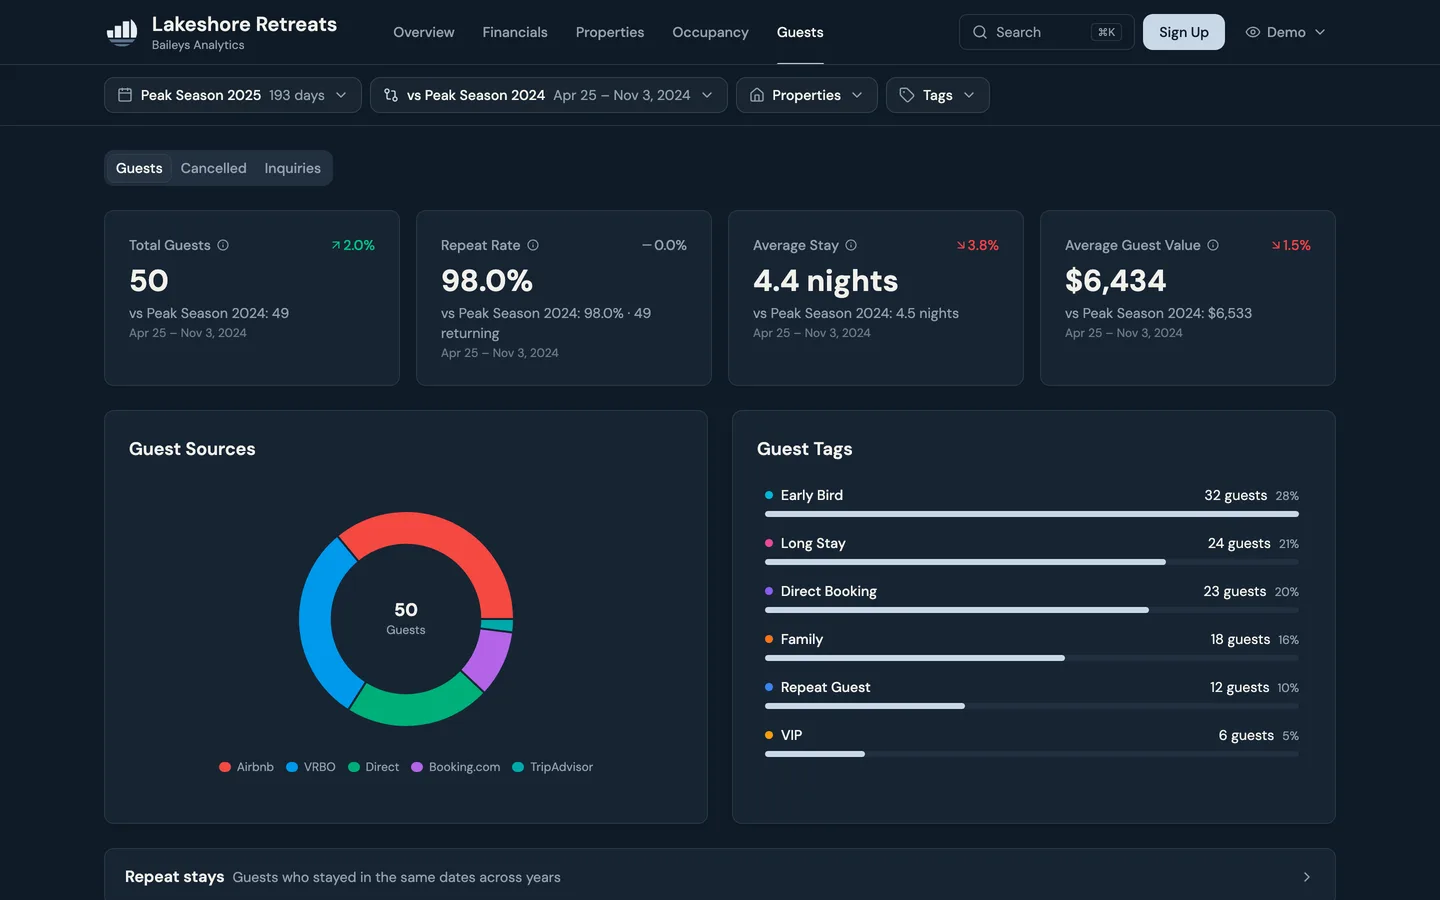 Lakeshore Retreats
Baileys Analytics
Overview
Financials
Properties
Occupancy
Guests
Search
⌘K
Sign Up
Demo
Peak Season 2025 193 days
vs Peak Season 2024 Apr 25 – Nov 3, 2024
Properties
Tags
Guests
Cancelled
Inquiries
Total Guests
2.0%
50
vs Peak Season 2024: 49
Apr 25 – Nov 3, 2024
Repeat Rate
0.0%
98.0%
vs Peak Season 2024: 98.0% · 49
returning
Apr 25 – Nov 3, 2024
Average Stay
3.8%
4.4 nights
vs Peak Season 2024: 4.5 nights
Apr 25 – Nov 3, 2024
Average Guest Value
1.5%
$6,434
vs Peak Season 2024: $6,533
Apr 25 – Nov 3, 2024
Guest Sources
50
Guests
Airbnb
VRBO
Direct
Booking.com
TripAdvisor
Guest Tags
Early Bird 32 guests 28%
Long Stay 24 guests 21%
Direct Booking 23 guests 20%
Family 18 guests 16%
Repeat Guest 12 guests 10%
VIP 6 guests 5%
Repeat stays Guests who stayed in the same dates across years